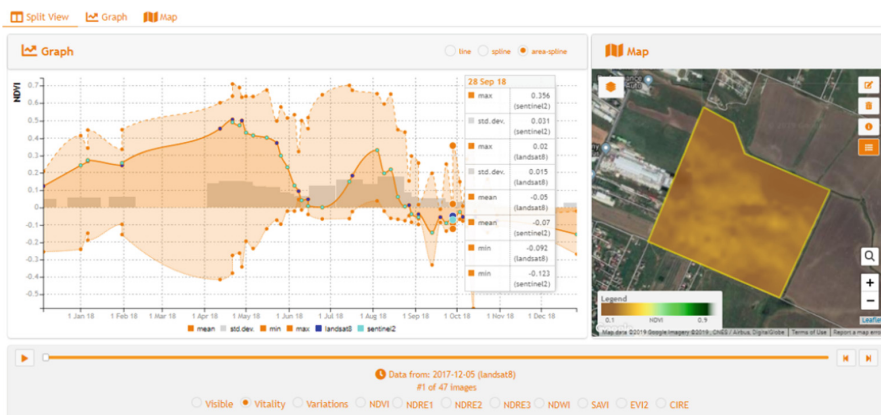 Split View Graph Map
Graph
line spline area-spline
NDVI
0.7
0.6
0.5
0.4
0.3
0.2
0.1
0
-0.1
-0.2
-0.3
-0.4
-0.5
1 Jan 18 1 Feb 18 1 Mar 18 1 Apr 18 1 May 18 1 Jun 18 1 Jul 18 1 Aug 18 1 Sep 18 1 Oct 18 1 Nov 18 1 Dec 18
mean std.dev. min max landsat8 sentinel2
28 Sep 18
max 0.356
(sentinel2)
std.dev. 0.031
(sentinel2)
max 0.02
(landsat8)
std.dev. 0.015
(landsat8)
mean -0.05
(landsat8)
mean -0.07
(sentinel2)
min -0.092
(landsat8)
min -0.123
(sentinel2)
Map
Legend
0.1 NDVI 0.9
+
−
Leaflet
Map data ©2019 Google Imagery ©2019, CNES / Airbus, DigitalGlobe Terms of Use Report a map error
Data from: 2017-12-05 (landsat8)
#1 of 47 images
Visible Vitality Variations NDVI NDRE1 NDRE2 NDRE3 NDWI SAVI EVI2 CIRE